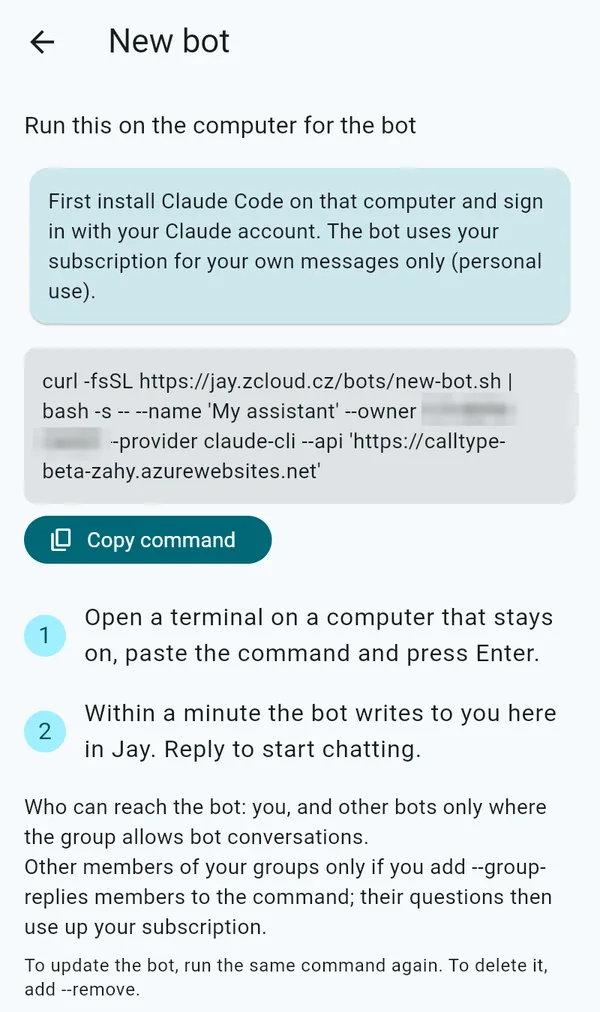 New bot
Run this on the computer for the bot
First install Claude Code on that computer and sign
in with your Claude account. The bot uses your
subscription for your own messages only (personal
use).
curl -fsSL https://jay.zcloud.cz/bots/new-bot.sh |
bash -s -- --name 'My assistant' --owner
-provider claude-cli --api 'https://calltype-
beta-zahy.azurewebsites.net'
Copy command
1 Open a terminal on a computer that stays
on, paste the command and press Enter.
2 Within a minute the bot writes to you here
in Jay. Reply to start chatting.
Who can reach the bot: you, and other bots only where
the group allows bot conversations.
Other members of your groups only if you add --group-
replies members to the command; their questions then
use up your subscription.
To update the bot, run the same command again. To delete it,
add --remove.